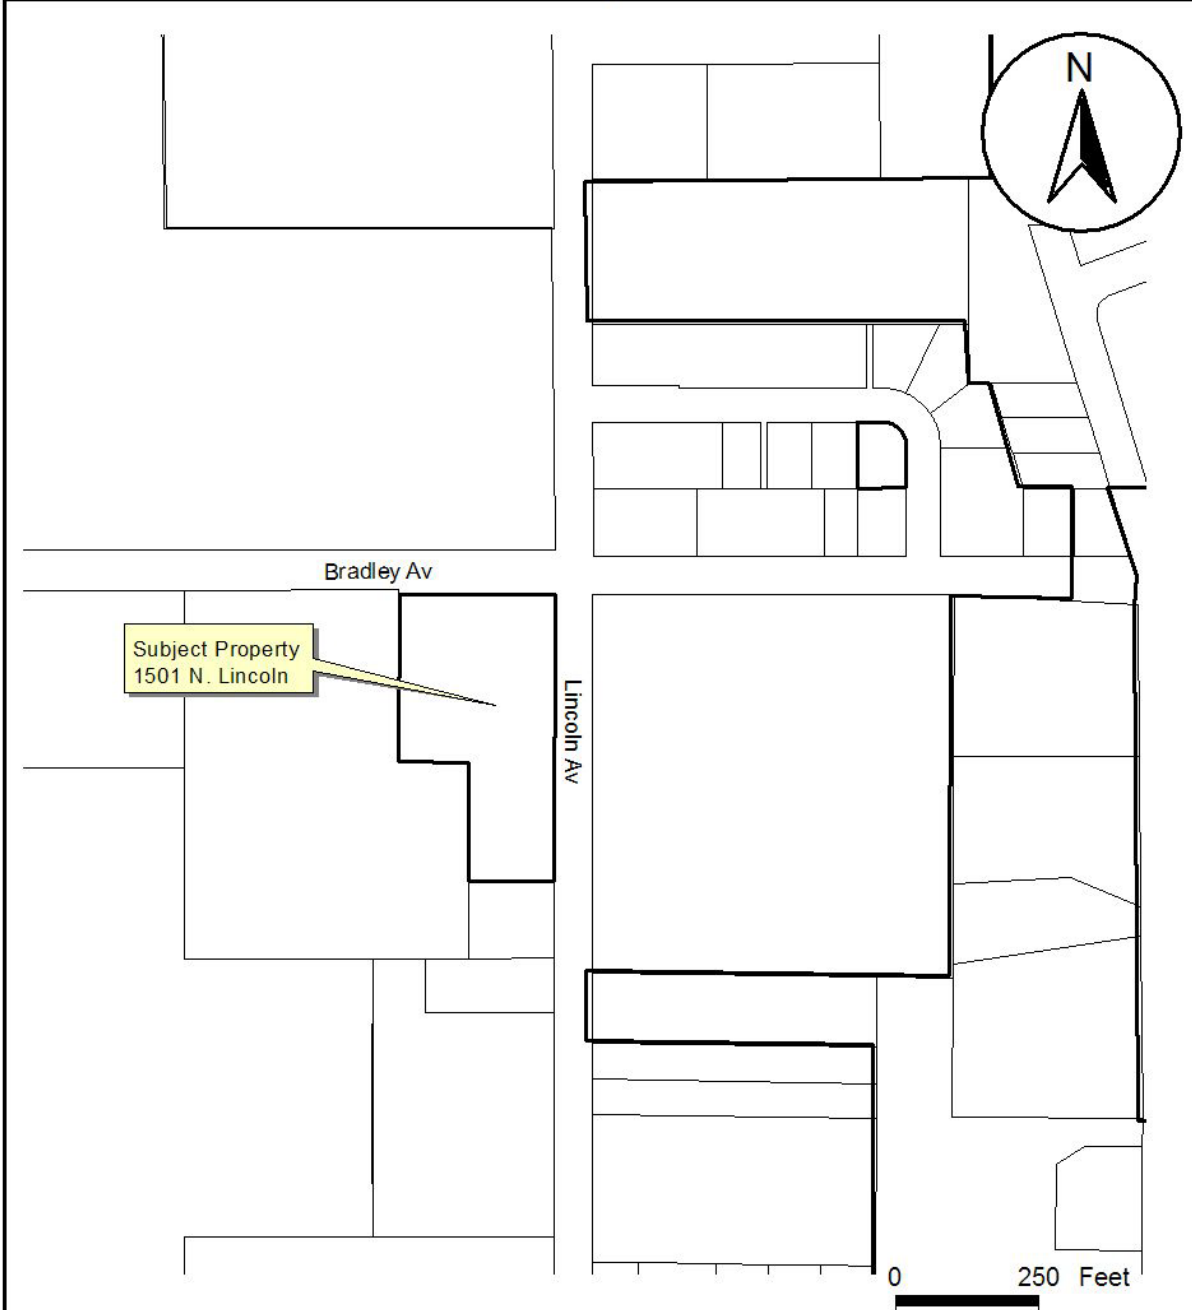 N
Bradley Av
Subject Property
1501 N. Lincoln
Lincoln Av
0 250 Feet